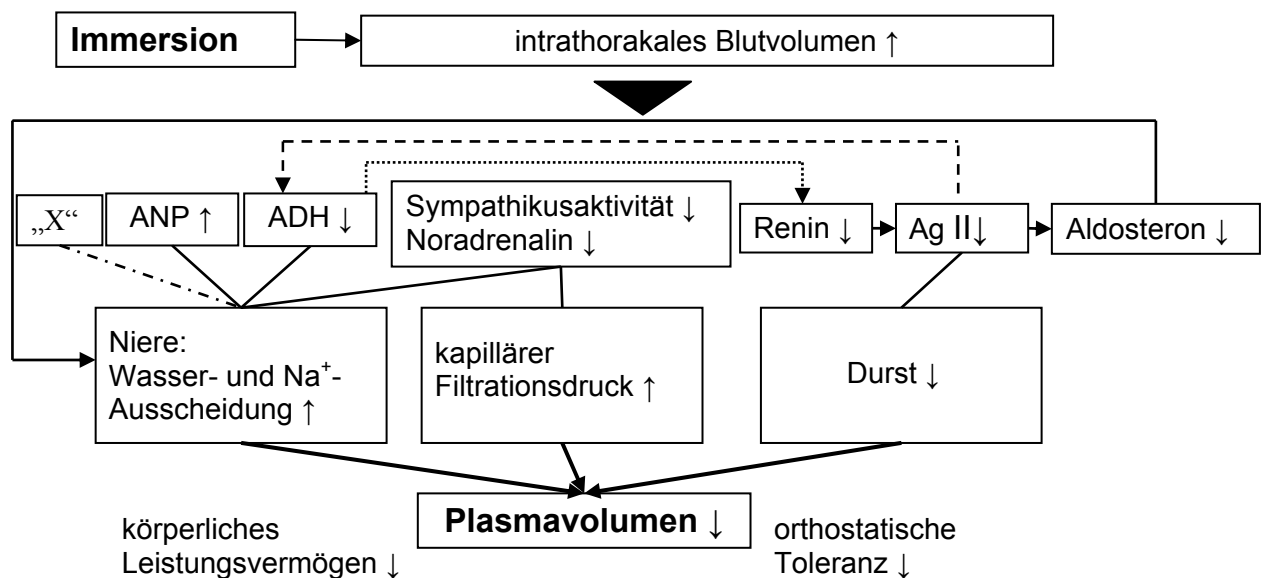 Immersion
intrathorakales Blutvolumen ↑
„X“
ANP ↑
ADH ↓
Sympathikusaktivität ↓
Noradrenalin ↓
Renin ↓
Ag II↓
Aldosteron ↓
Niere:
Wasser- und Na⁺-
Ausscheidung ↑
kapillärer
Filtrationsdruck ↑
Durst ↓
Plasmavolumen ↓
körperliches
Leistungsvermögen ↓
orthostatische
Toleranz ↓